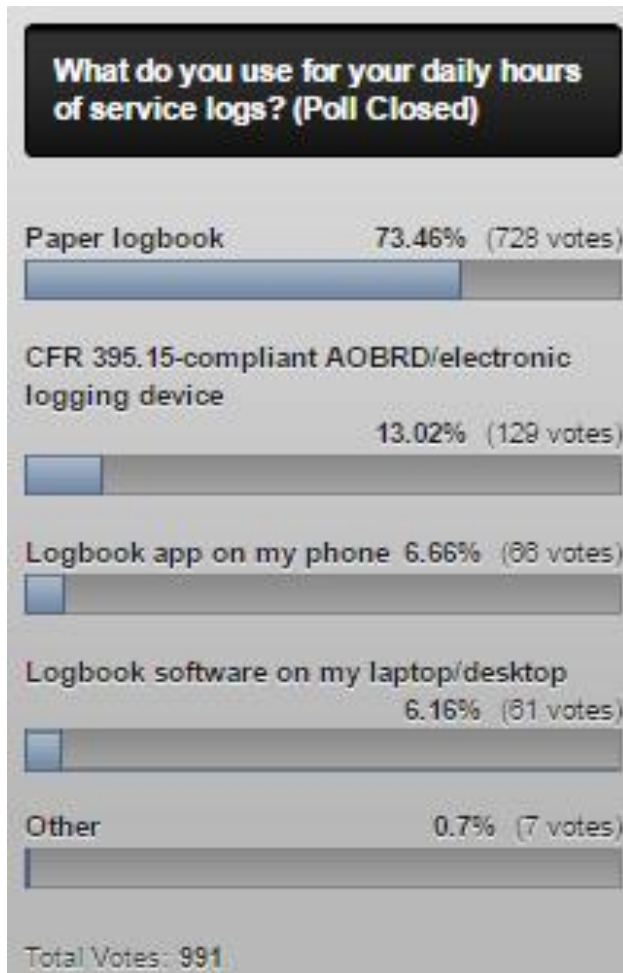 What do you use for your daily hours
of service logs? (Poll Closed)
Paper logbook 73.46% (728 votes)
CFR 395.15-compliant AOBRD/electronic
logging device
13.02% (129 votes)
Logbook app on my phone 6.66% (66 votes)
Logbook software on my laptop/desktop
6.16% (61 votes)
Other 0.7% (7 votes)
Total Votes: 991